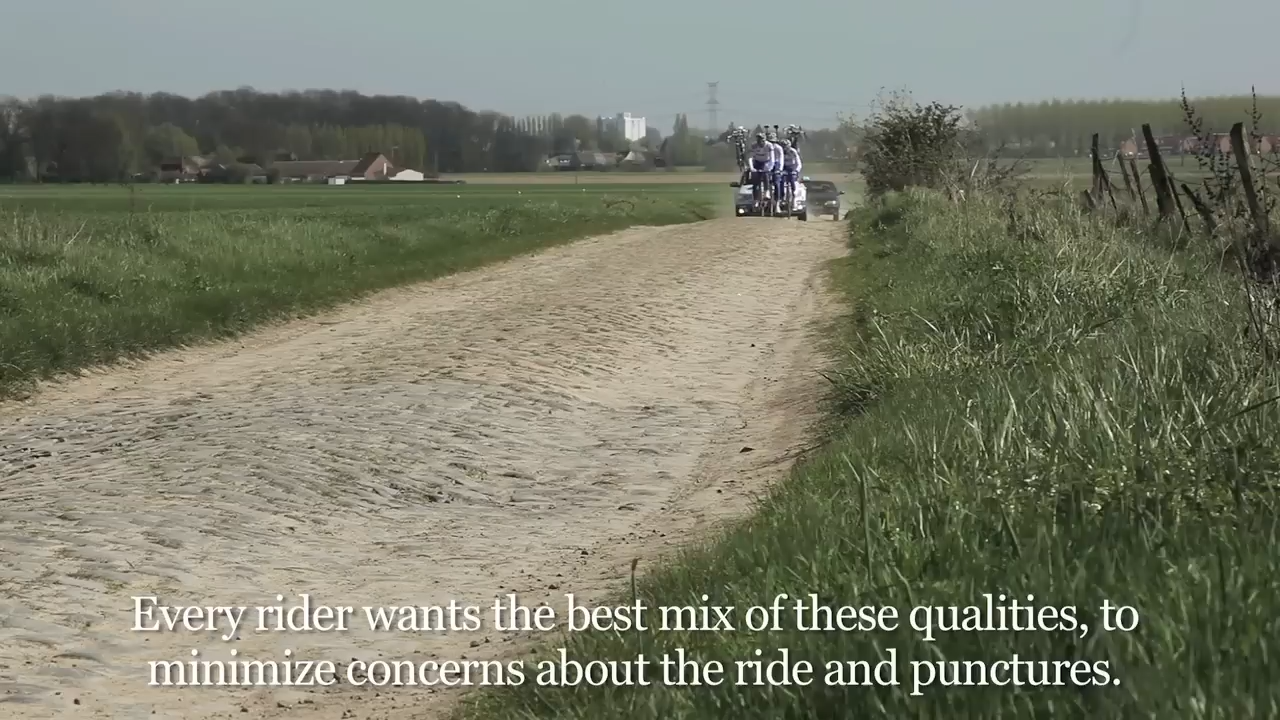 Every rider wants the best mix of these qualities, to
minimize concerns about the ride and punctures.